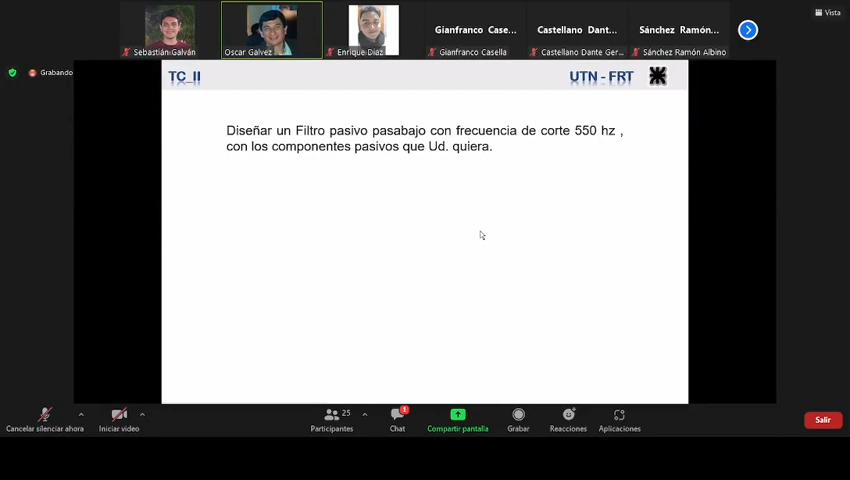 Vista
Gianfranco Case...
Castellano Dant...
Sánchez Ramón...
Sebastián Galván
Oscar Galvez
Enrique Diaz
Gianfranco Casella
Castellano Dante Ger...
Sánchez Ramón Albino
Grabando
TC_II
UTN - FRT
Diseñar un Filtro pasivo pasabajo con frecuencia de corte 550 hz ,
con los componentes pasivos que Ud. quiera.
25
1
Cancelar silenciar ahora
Iniciar video
Participantes
Chat
Compartir pantalla
Grabar
Reacciones
Aplicaciones
Salir